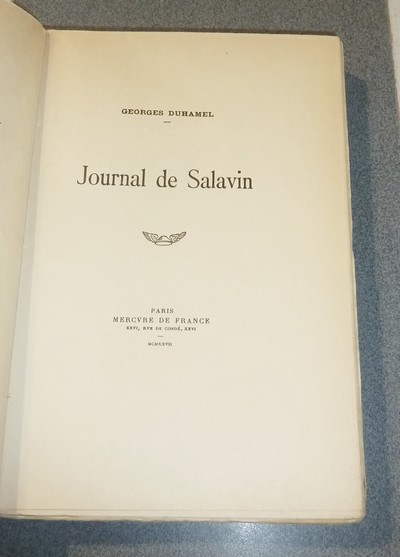 GEORGES DUHAMEL
Journal de Salavin
PARIS
MERCVRE DE FRANCE
XXVI, RVE DE CONDÉ, XXVI
MCMXXVII